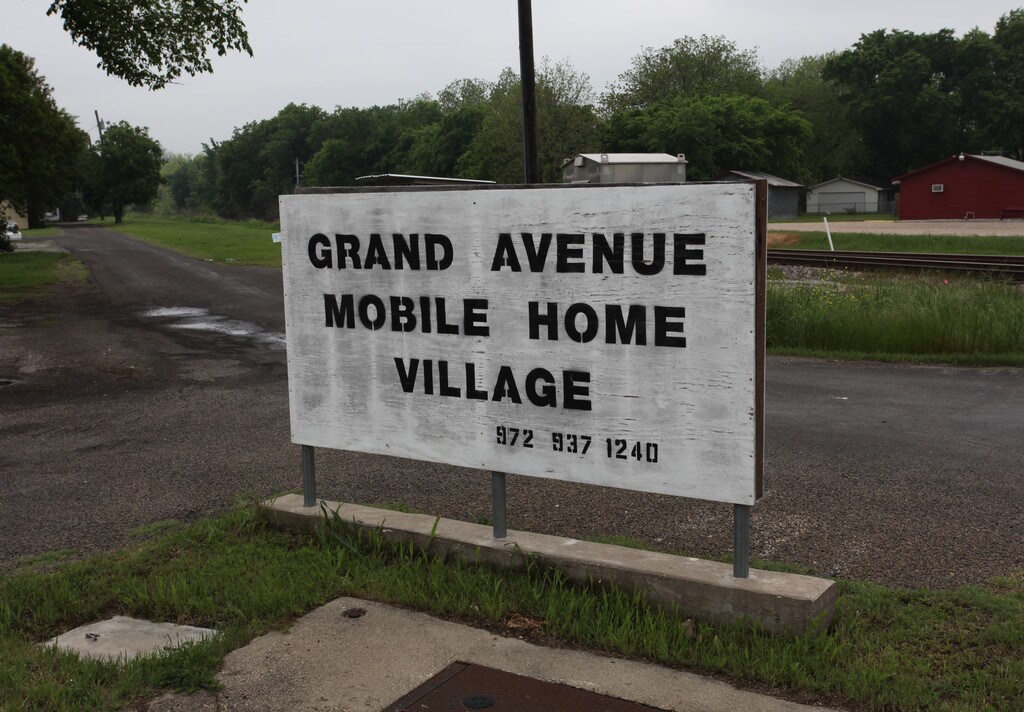 GRAND AVENUE
MOBILE HOME
VILLAGE
972 937 1240